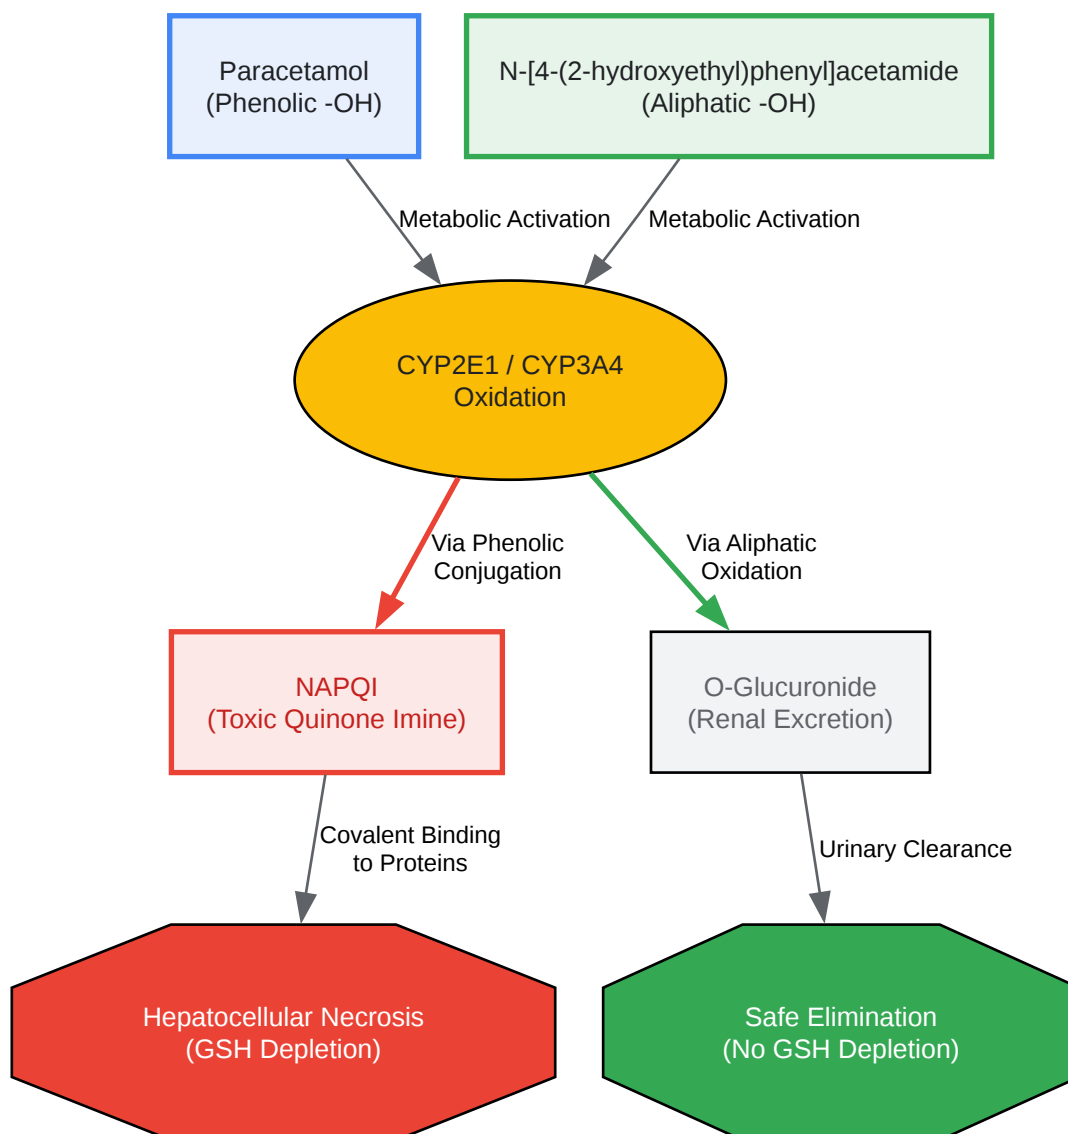 Paracetamol
(Phenolic -OH)
N-[4-(2-hydroxyethyl)phenyl]acetamide
(Aliphatic -OH)
Metabolic Activation
Metabolic Activation
CYP2E1 / CYP3A4
Oxidation
Via Phenolic
Conjugation
Via Aliphatic
Oxidation
NAPQI
(Toxic Quinone Imine)
O-Glucuronide
(Renal Excretion)
Covalent Binding
to Proteins
Urinary Clearance
Hepatocellular Necrosis
(GSH Depletion)
Safe Elimination
(No GSH Depletion)